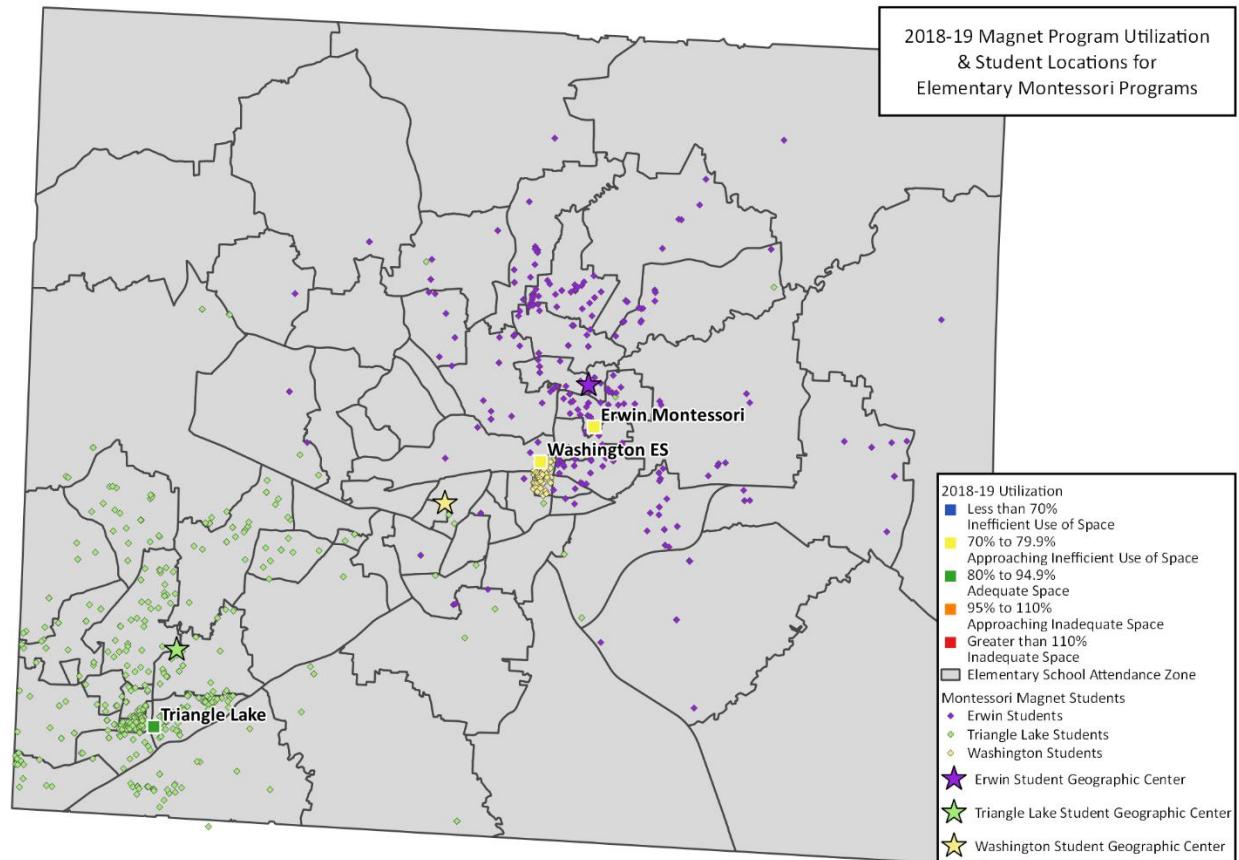 2018-19 Magnet Program Utilization
& Student Locations for
Elementary Montessori Programs
Erwin Montessori
Washington ES
Triangle Lake
2018-19 Utilization
Less than 70%
Inefficient Use of Space
70% to 79.9%
Approaching Inefficient Use of Space
80% to 94.9%
Adequate Space
95% to 110%
Approaching Inadequate Space
Greater than 110%
Inadequate Space
Elementary School Attendance Zone
Montessori Magnet Students
Erwin Students
Triangle Lake Students
Washington Students
Erwin Student Geographic Center
Triangle Lake Student Geographic Center
Washington Student Geographic Center